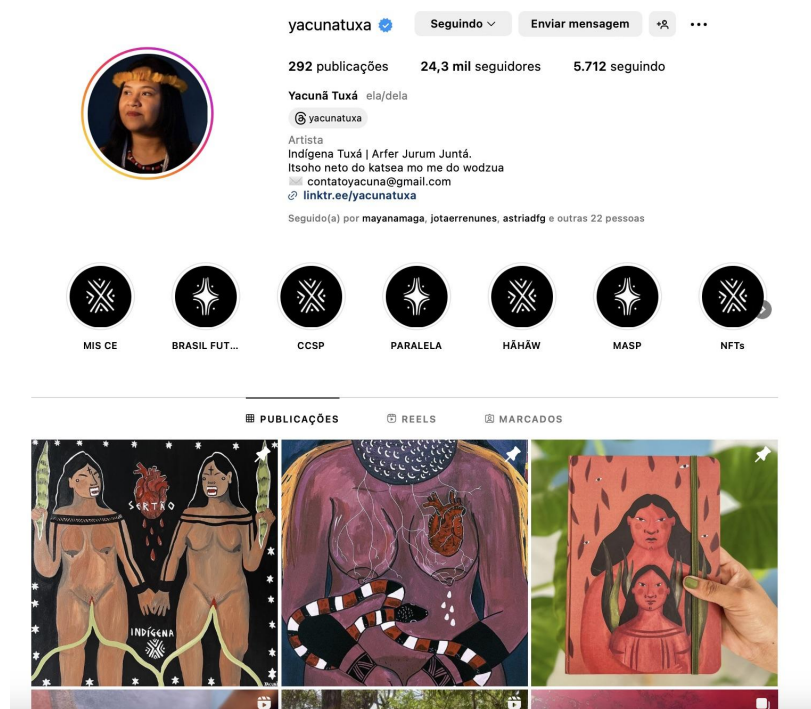 yacunatuxa Seguindo Enviar mensagem
292 publicações 24,3 mil seguidores 5.712 seguindo
Yacunã Tuxá ela/dela
yacunatuxa
Artista
Indígena Tuxá | Arfer Jurum Juntá.
Itsoho neto do katsea mo me do wodzua
contatoyacuna@gmail.com
linktr.ee/yacunatuxa
Seguido(a) por mayanamaga, jotaerrenunes, astriadfg e outras 22 pessoas
MIS CE BRASIL FUT... CCSP PARALELA HÃHÃW MASP NFTs
PUBLICAÇÕES REELS MARCADOS
SERTÃO
INDÍGENA